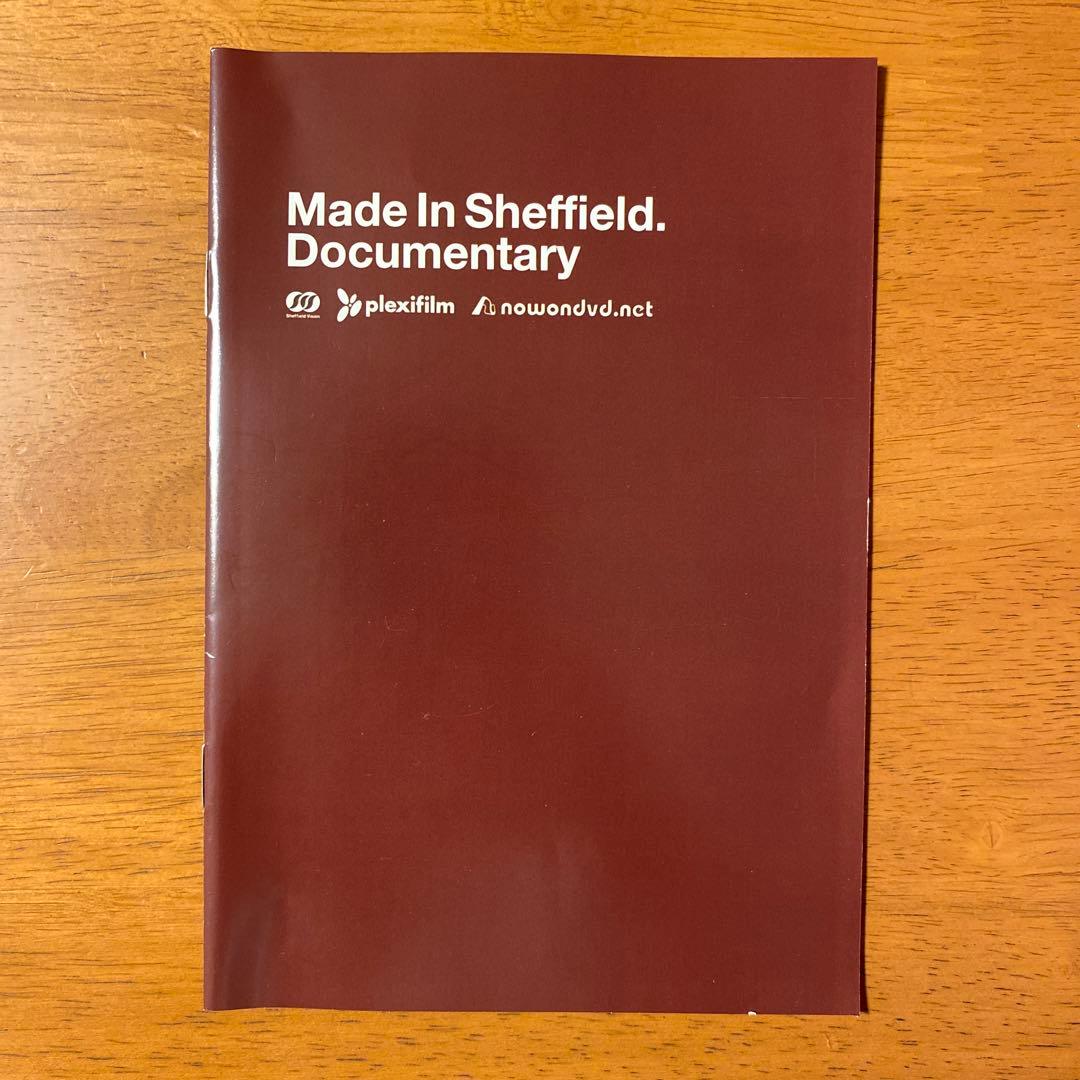 Made In Sheffield.
Documentary
Sheffield Vision
plexifilm
nowondvd.net